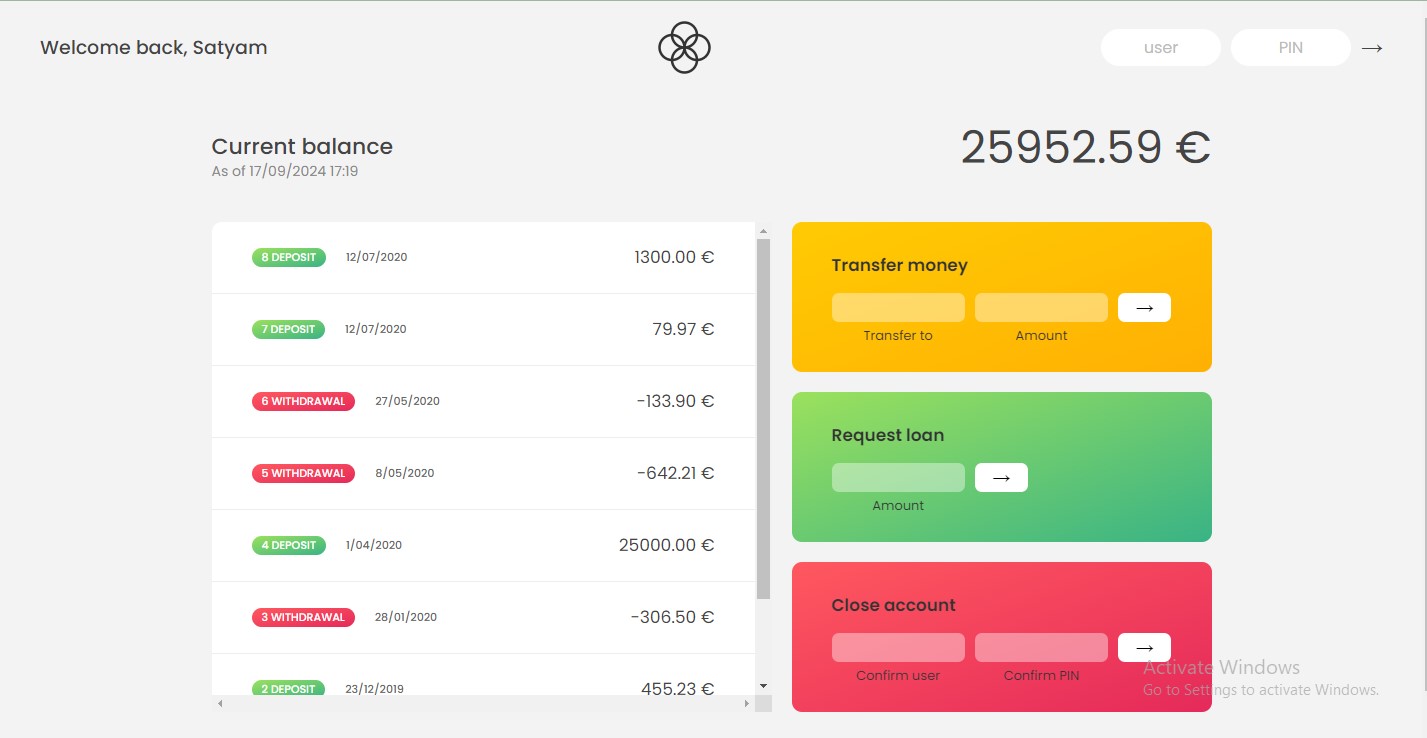 Welcome back, Satyam
user
PIN
→
Current balance
As of 17/09/2024 17:19
25952.59 €
8 DEPOSIT 12/07/2020 1300.00 €
7 DEPOSIT 12/07/2020 79.97 €
6 WITHDRAWAL 27/05/2020 -133.90 €
5 WITHDRAWAL 8/05/2020 -642.21 €
4 DEPOSIT 1/04/2020 25000.00 €
3 WITHDRAWAL 28/01/2020 -306.50 €
2 DEPOSIT 23/12/2019 455.23 €
Transfer money
→
Transfer to Amount
Request loan
→
Amount
Close account
→
Confirm user Confirm PIN
Activate Windows
Go to Settings to activate Windows.